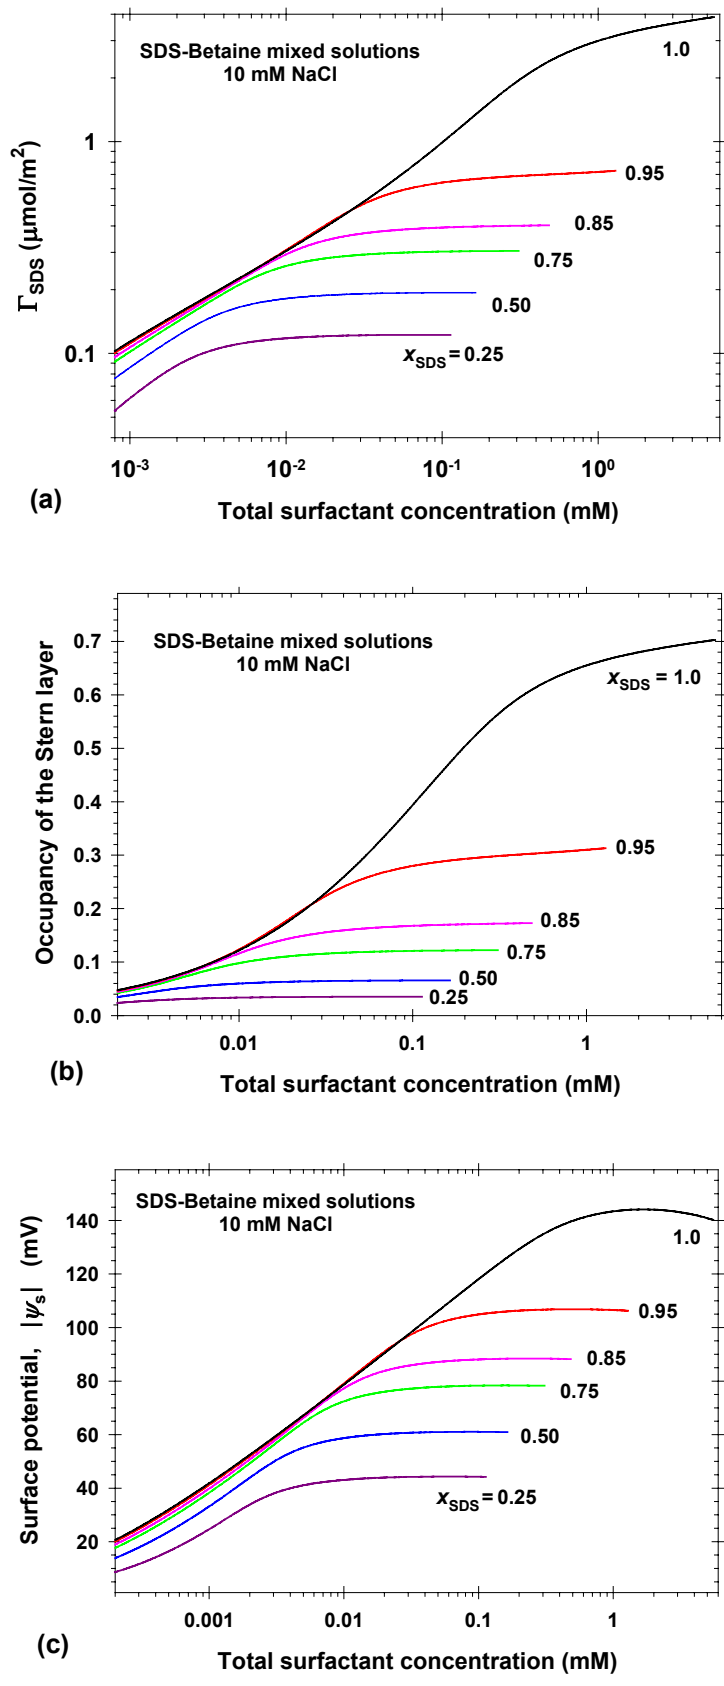 SDS-Betaine mixed solutions
10 mM NaCl
1.0
1
0.95
0.85
0.75
0.50
0.1
xSDS = 0.25
ΓSDS (μmol/m²)
10⁻³ 10⁻² 10⁻¹ 10⁰
(a)
Total surfactant concentration (mM)
SDS-Betaine mixed solutions
10 mM NaCl
0.7
xSDS = 1.0
0.6
0.5
0.4
0.3
0.95
0.2
0.85
0.75
0.1
0.50
0.25
0.0
Occupancy of the Stern layer
0.01 0.1 1
(b)
Total surfactant concentration (mM)
SDS-Betaine mixed solutions
10 mM NaCl
140
1.0
120
0.95
100
0.85
80
0.75
60
0.50
40
xSDS = 0.25
20
Surface potential, |ψs| (mV)
0.001 0.01 0.1 1
(c)
Total surfactant concentration (mM)